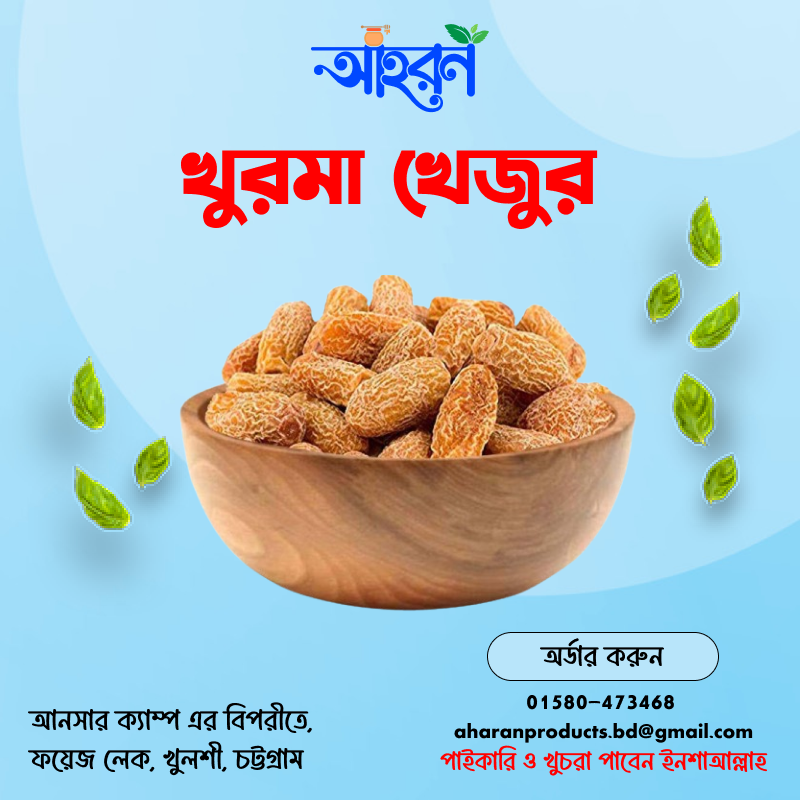 আহরন
খুরমা খেজুর
অর্ডার করুন
01580-473468
aharanproducts.bd@gmail.com
পাইকারি ও খুচরা পাবেন ইনশাআল্লাহ
আনসার ক্যাম্প এর বিপরীতে,
ফয়েজ লেক, খুলশী, চট্টগ্রাম